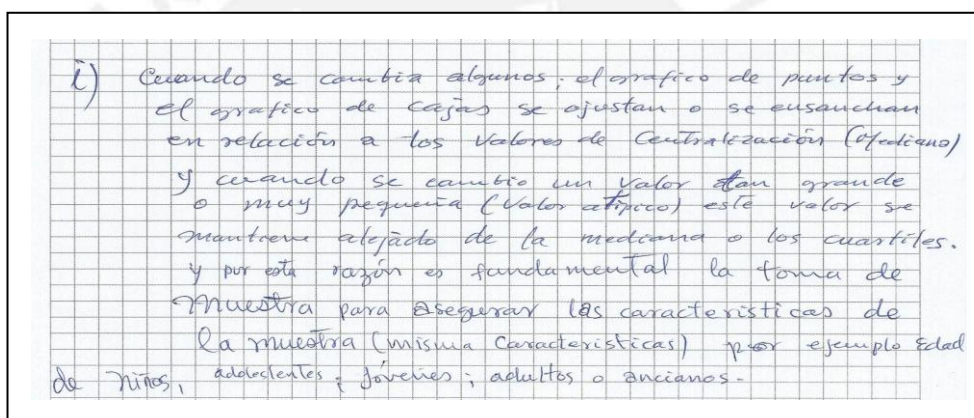 i) Cuando se cambia algunos; el grafico de puntos y
el grafico de cajas se ajustan o se ensanchan
en relación a los Valores de Centralización (Mediana)
y cuando se cambio un valor tan grande
o muy pequeña (Valor atípico) este valor se
mantiene alejado de la mediana o los cuartiles.
y por esta razón es fundamental la toma de
muestra para asegurar las caracteristicas de
la muestra (misma Caracteristicas) por ejemplo Edad
de niños, addeclentes; jóvenes; adultos o ancianos.